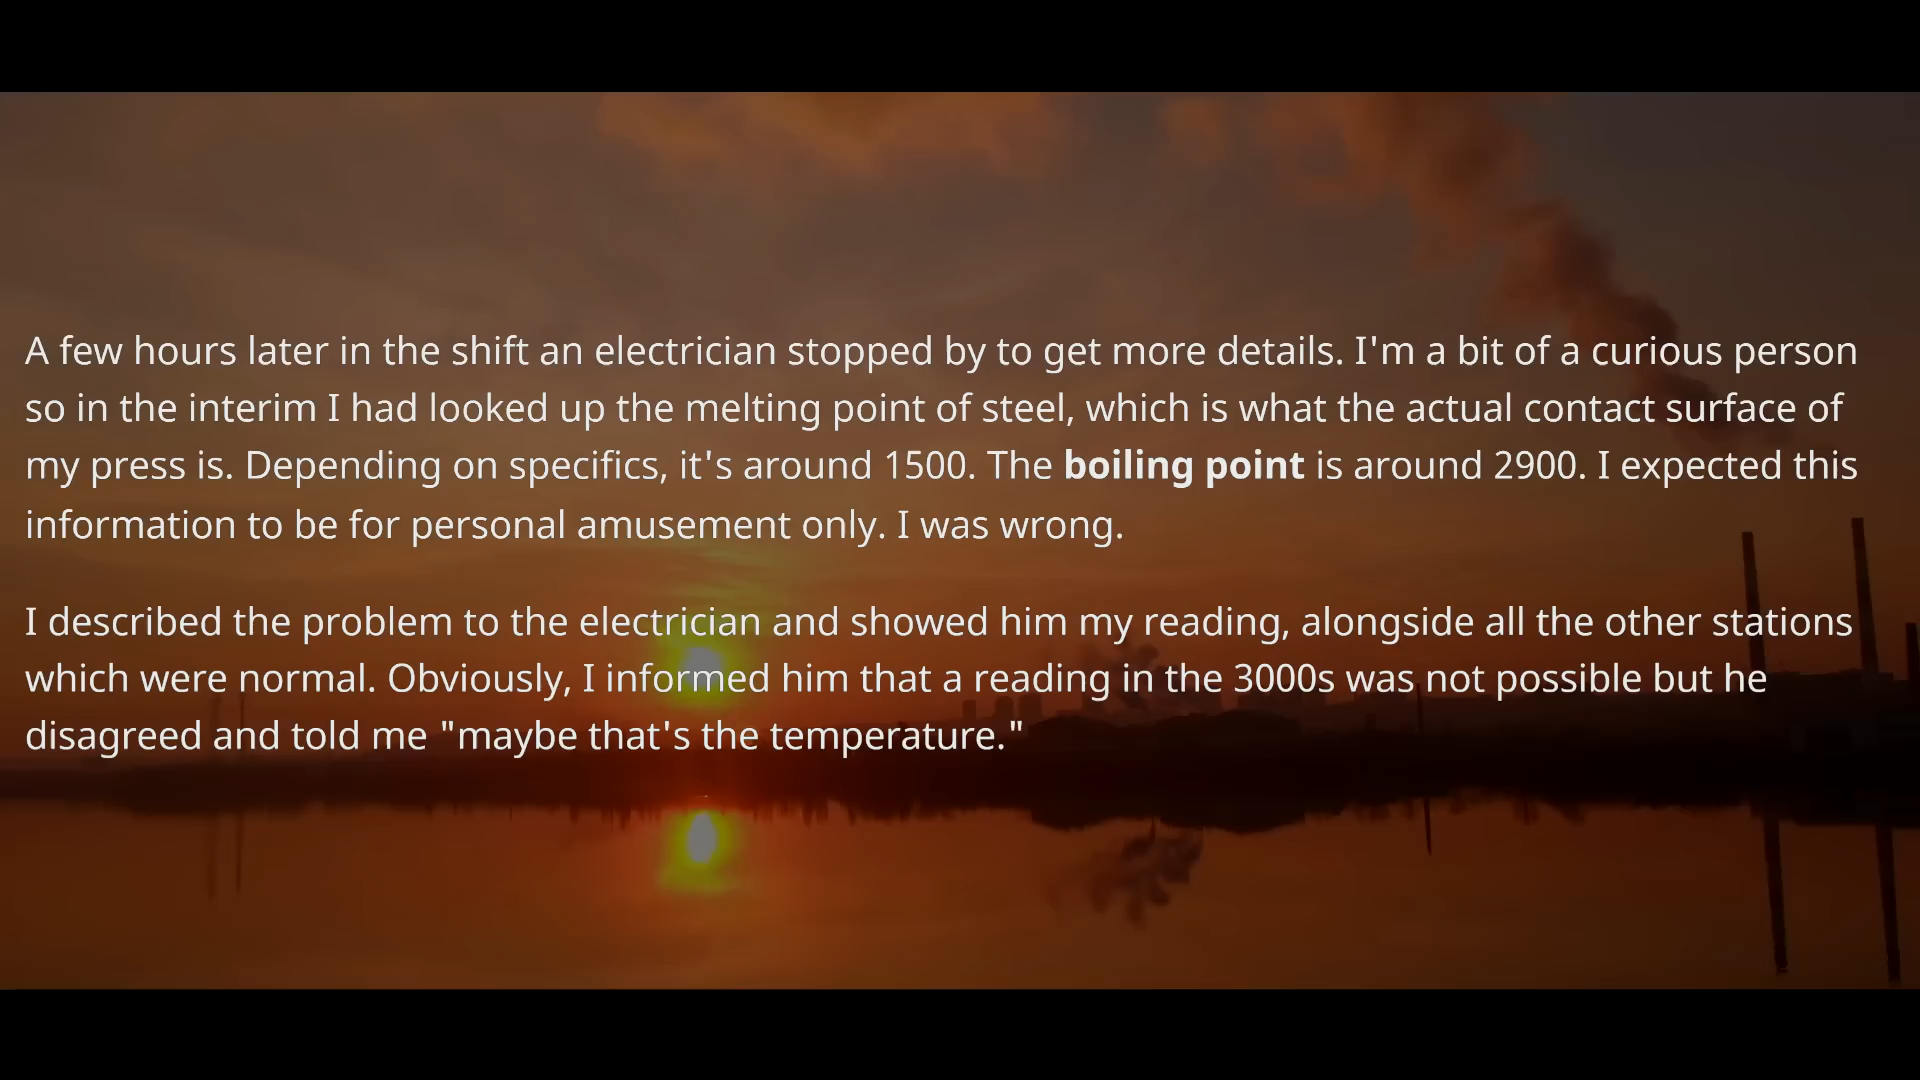 A few hours later in the shift an electrician stopped by to get more details. I'm a bit of a curious person
so in the interim I had looked up the melting point of steel, which is what the actual contact surface of
my press is. Depending on specifics, it's around 1500. The boiling point is around 2900. I expected this
information to be for personal amusement only. I was wrong.
I described the problem to the electrician and showed him my reading, alongside all the other stations
which were normal. Obviously, I informed him that a reading in the 3000s was not possible but he
disagreed and told me "maybe that's the temperature."